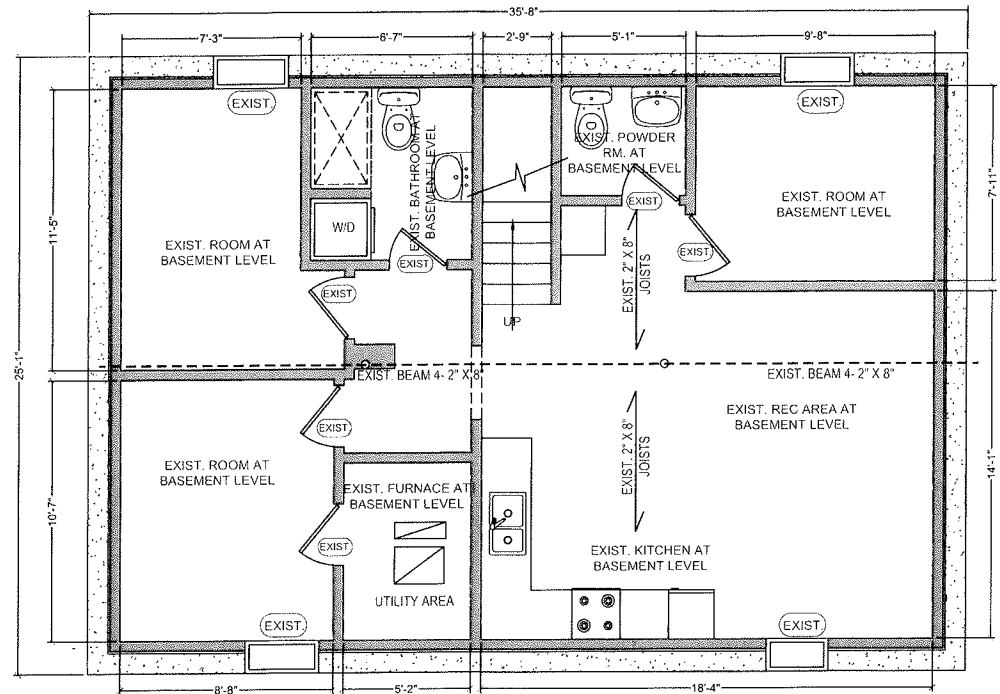 35'-8"
7'-3"
6'-7"
2'-9"
5'-1"
9'-8"
EXIST.
EXIST.
EXIST. POWDER
RM. AT
BASEMENT LEVEL
EXIST. BATHROOM AT
BASEMENT LEVEL
7'-11"
EXIST. ROOM AT
BASEMENT LEVEL
EXIST.
11'-5"
W/D
EXIST. ROOM AT
BASEMENT LEVEL
EXIST.
EXIST.
EXIST. 2" X 8"
JOISTS
EXIST
UP
25'-1"
EXIST. BEAM 4- 2" X 8"
EXIST. BEAM 4- 2" X 8"
EXIST. REC AREA AT
BASEMENT LEVEL
EXIST
EXIST. 2" X 8"
JOISTS
14'-1"
EXIST. ROOM AT
BASEMENT LEVEL
EXIST. FURNACE AT
BASEMENT LEVEL
10'-7"
EXIST
EXIST. KITCHEN AT
BASEMENT LEVEL
UTILITY AREA
EXIST.
EXIST.
8'-8"
5'-2"
18'-4"